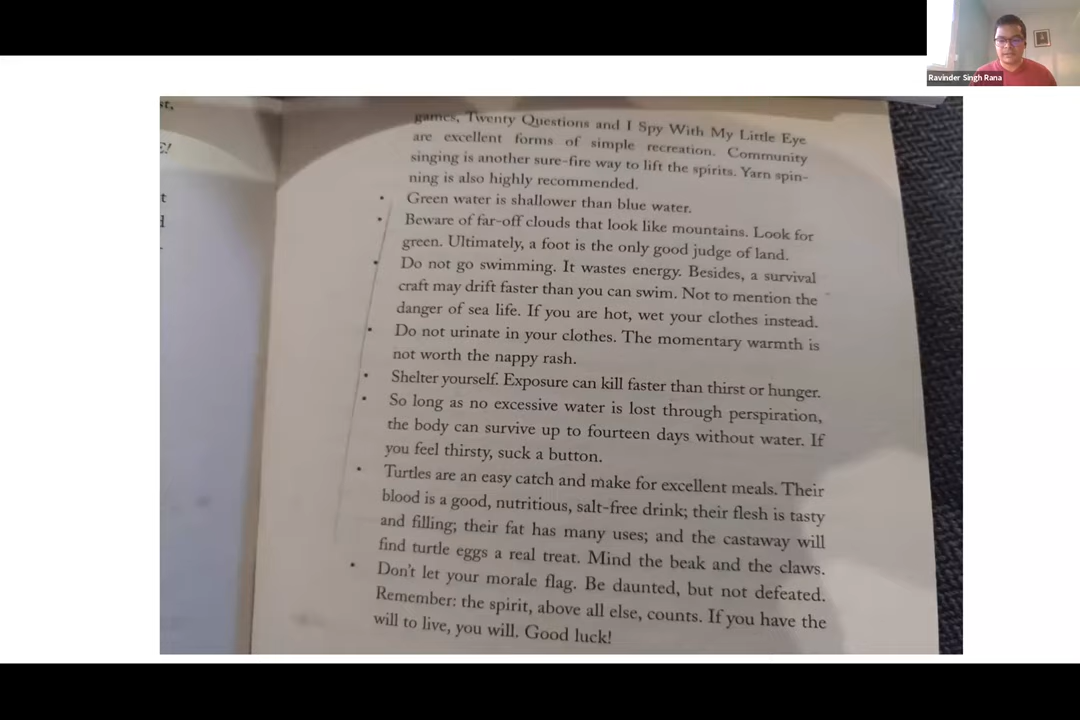 Ravinder Singh Rana
games, Twenty Questions and I Spy With My Little Eye
are excellent forms of simple recreation. Community
singing is another sure-fire way to lift the spirits. Yarn spin-
ning is also highly recommended.
• Green water is shallower than blue water.
• Beware of far-off clouds that look like mountains. Look for
green. Ultimately, a foot is the only good judge of land.
• Do not go swimming. It wastes energy. Besides, a survival
craft may drift faster than you can swim. Not to mention the
danger of sea life. If you are hot, wet your clothes instead.
• Do not urinate in your clothes. The momentary warmth is
not worth the nappy rash.
• Shelter yourself. Exposure can kill faster than thirst or hunger.
• So long as no excessive water is lost through perspiration,
the body can survive up to fourteen days without water. If
you feel thirsty, suck a button.
• Turtles are an easy catch and make for excellent meals. Their
blood is a good, nutritious, salt-free drink; their flesh is tasty
and filling; their fat has many uses; and the castaway will
find turtle eggs a real treat. Mind the beak and the claws.
• Don't let your morale flag. Be daunted, but not defeated.
Remember: the spirit, above all else, counts. If you have the
will to live, you will. Good luck!